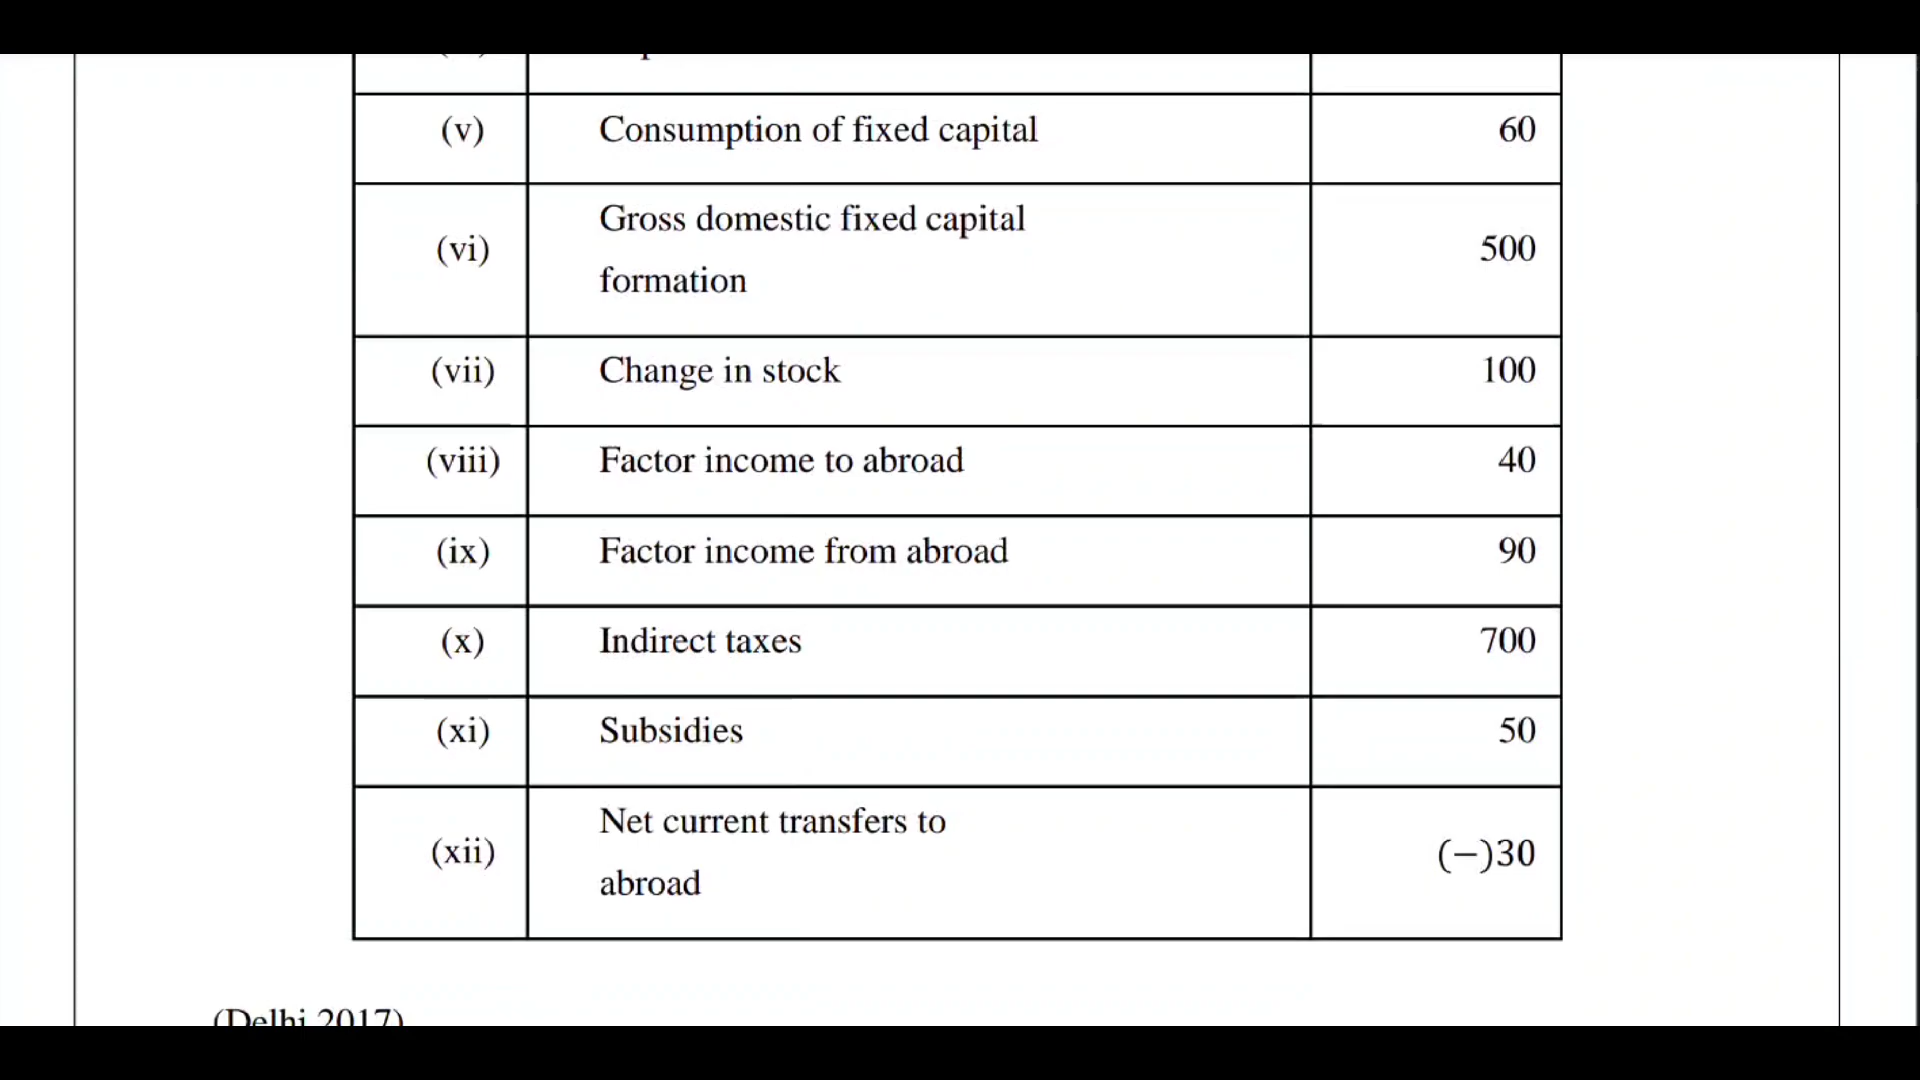 (v) Consumption of fixed capital 60
Gross domestic fixed capital
(vi) 500
formation
(vii) Change in stock 100
(viii) Factor income to abroad 40
(ix) Factor income from abroad 90
(x) Indirect taxes 700
(xi) Subsidies 50
Net current transfers to
(xii) (−)30
abroad
(Delhi 2017)